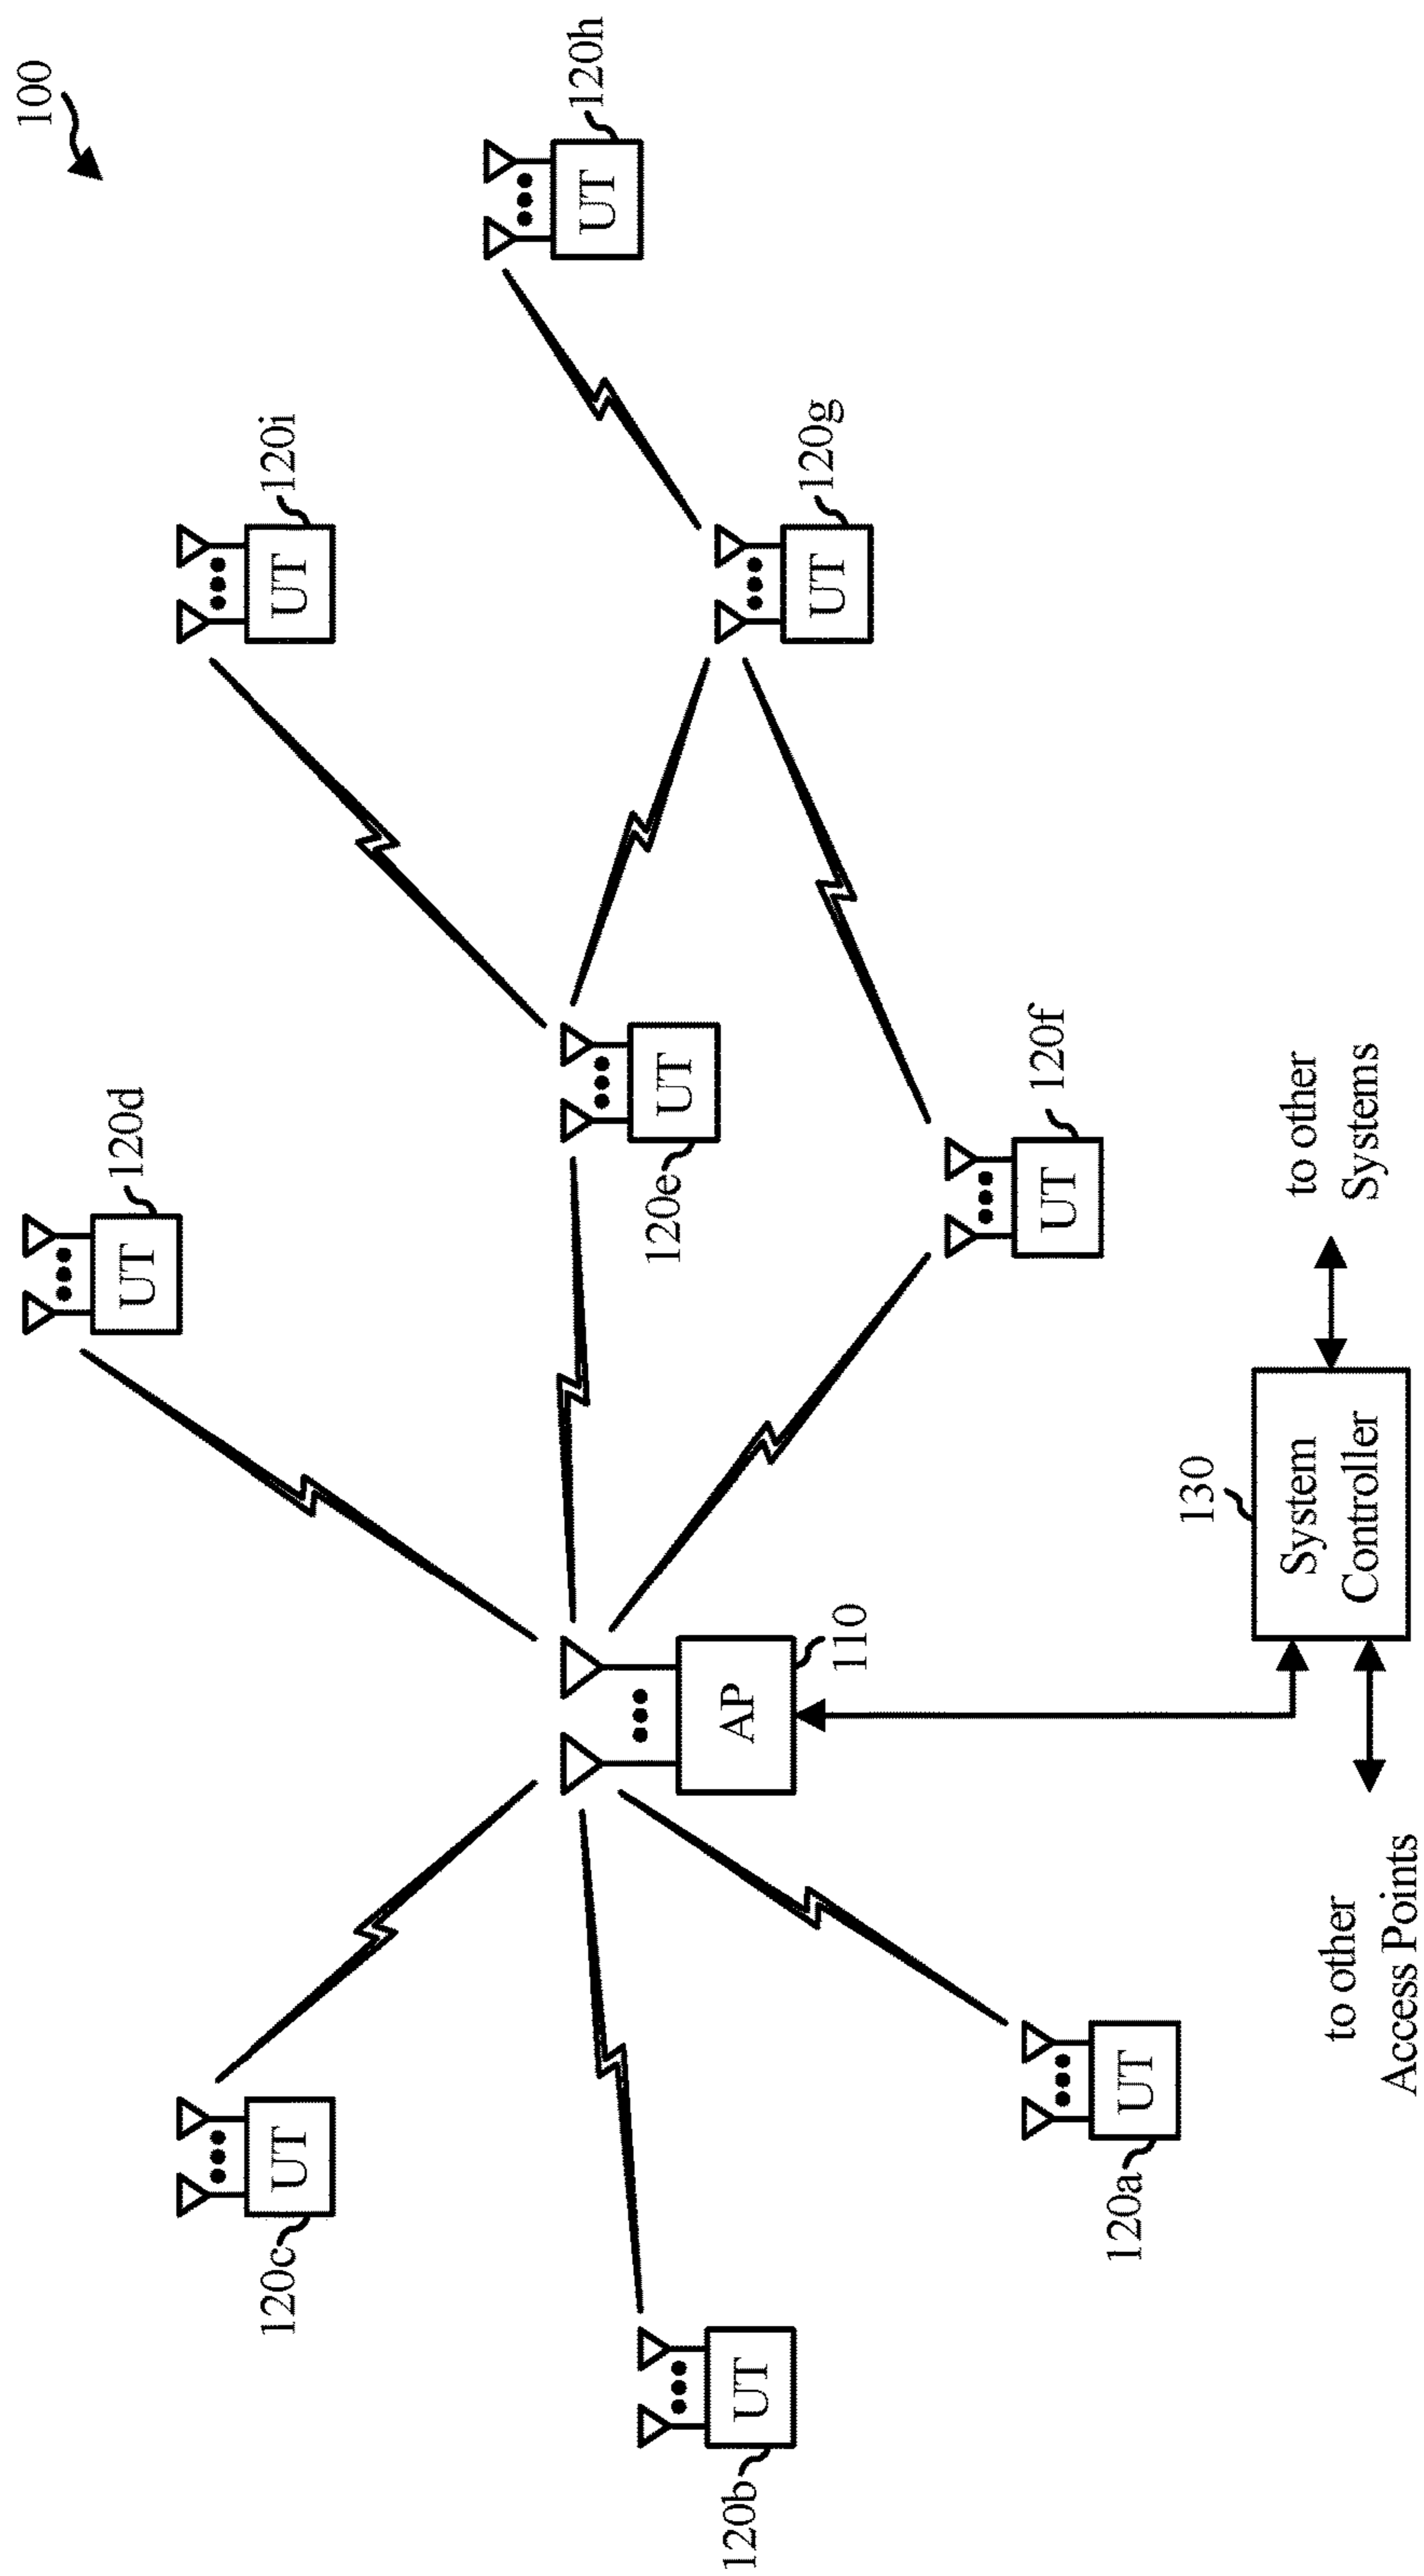 100
120d
UT
120i
UT
120c
UT
120h
UT
120e
UT
AP
110
120b
UT
120g
UT
120f
UT
120a
UT
130
System
Controller
to other
Systems
to other
Access Points